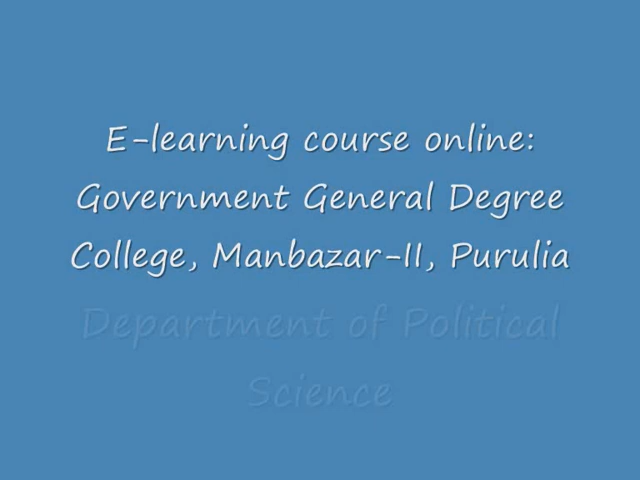 E-learning course online:
Government General Degree
College, Manbazar-II, Purulia
Department of Political
Science